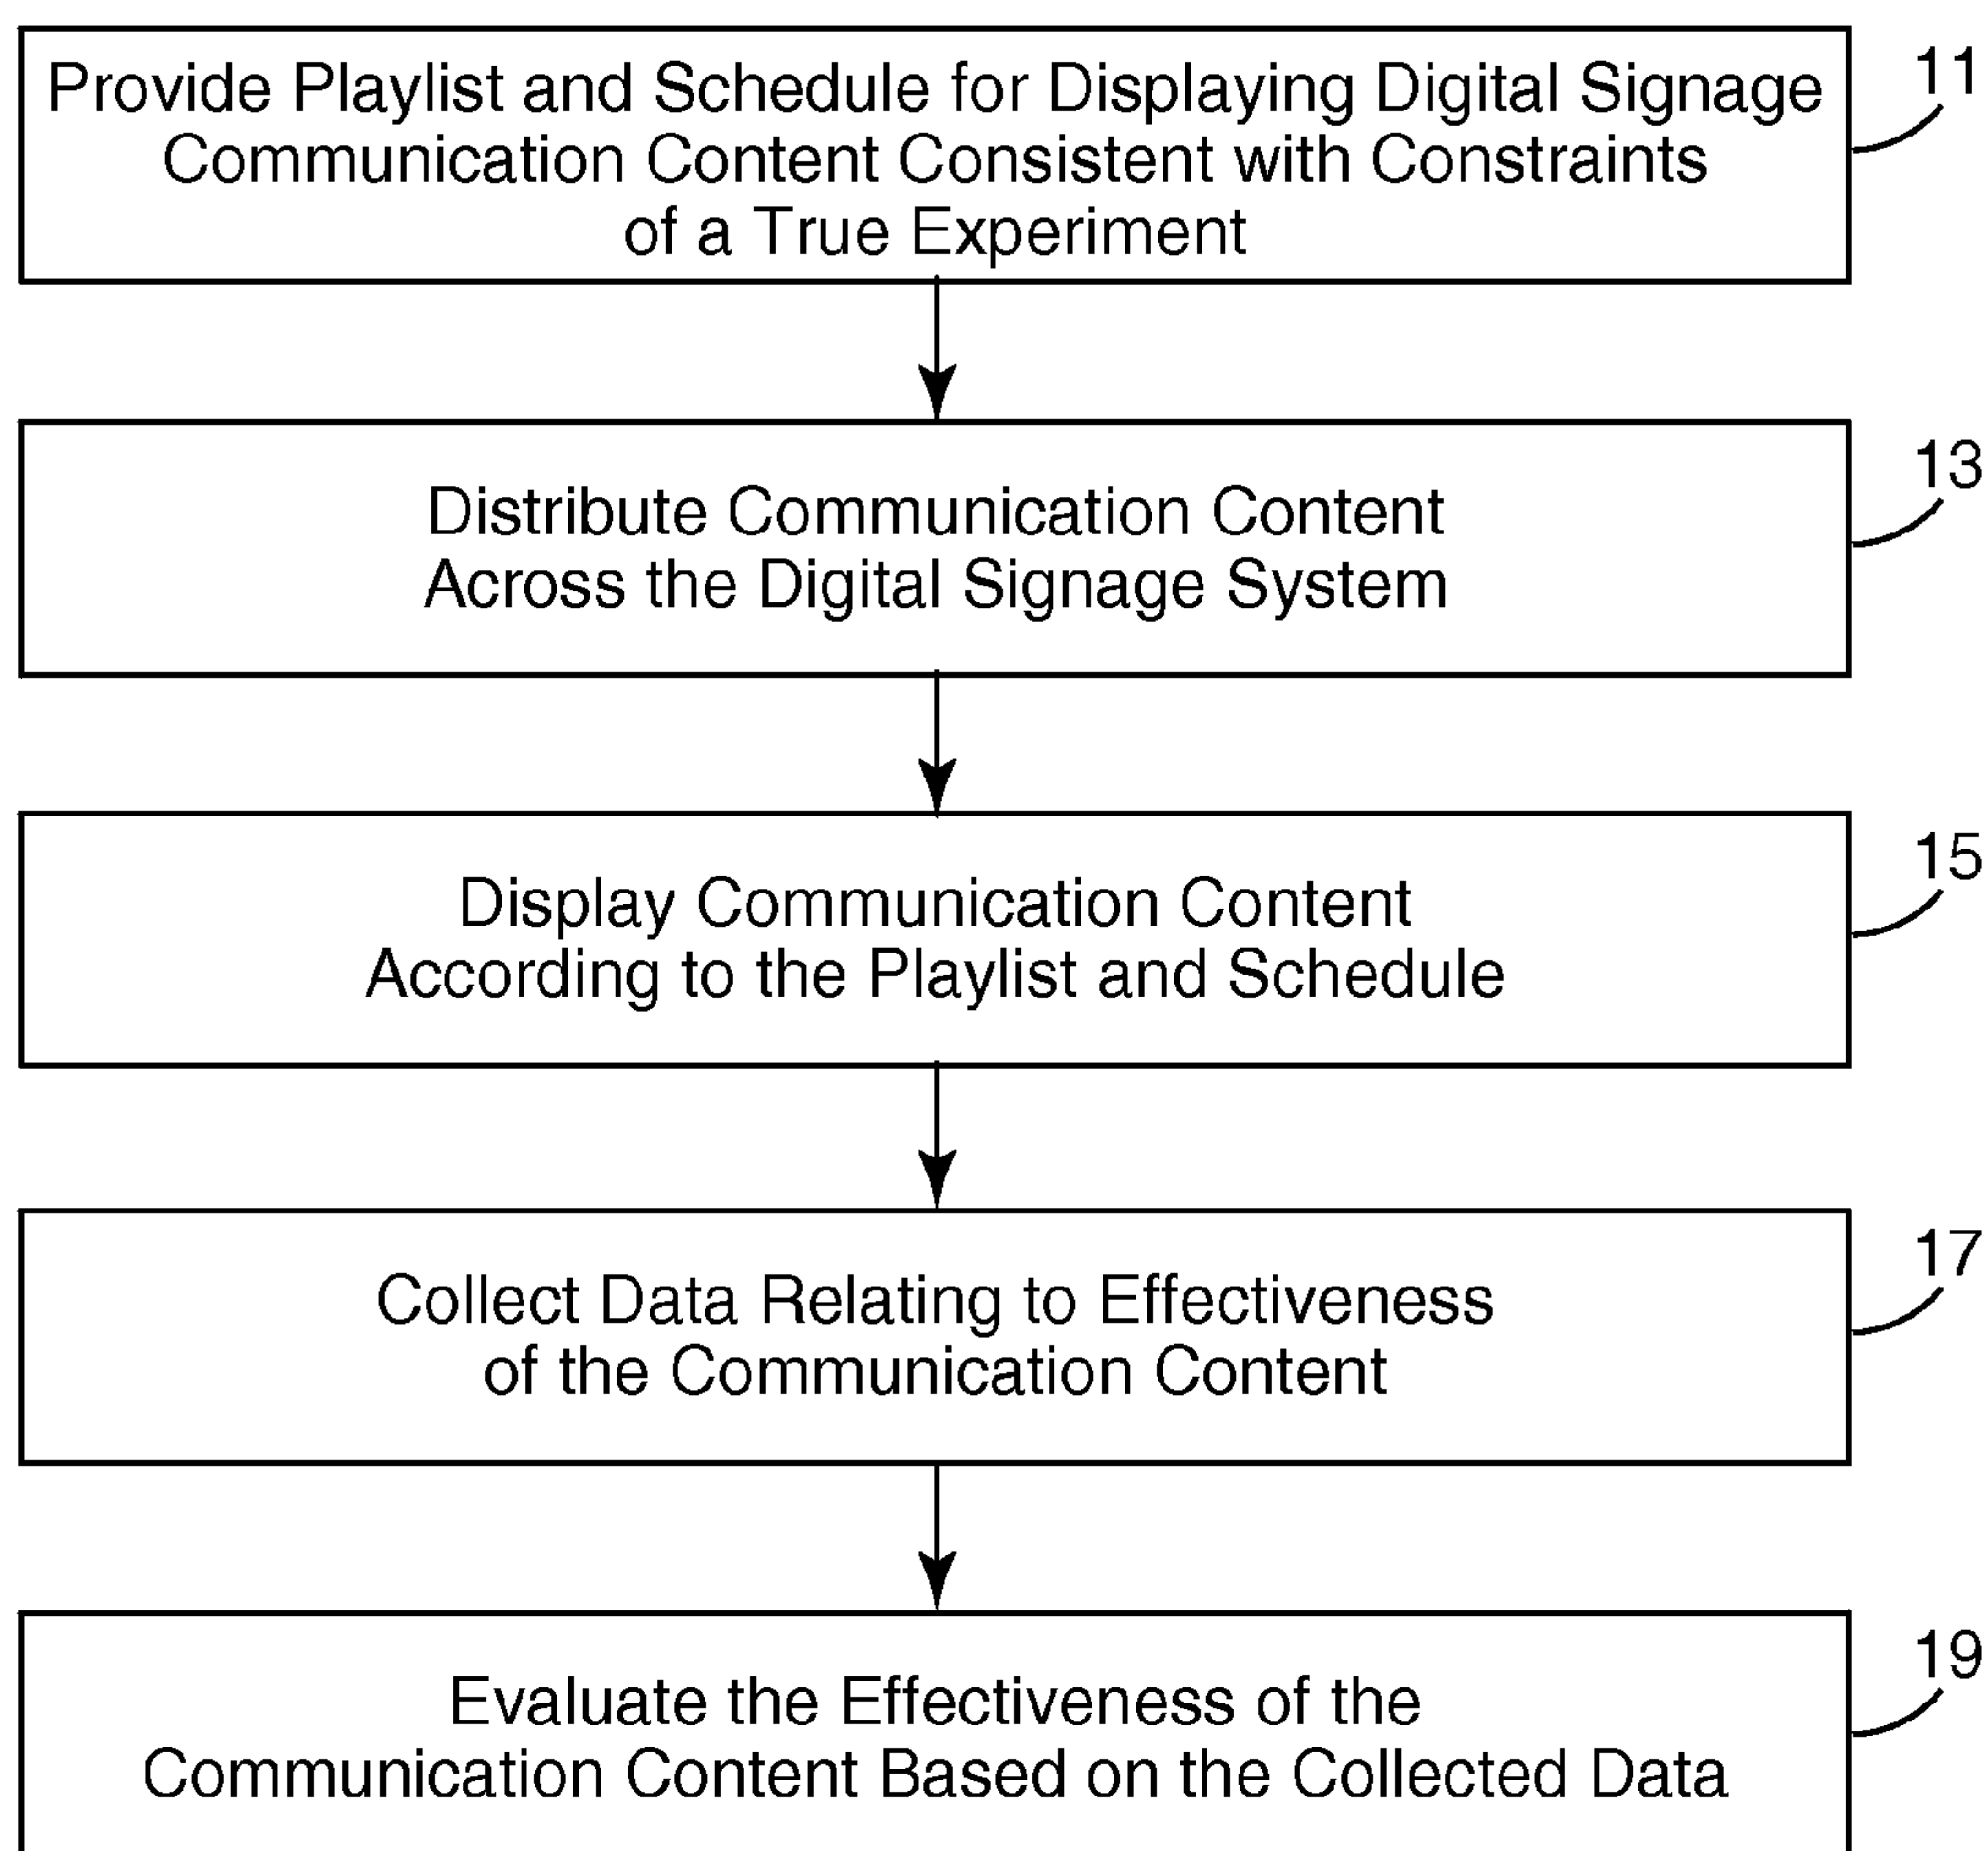 Provide Playlist and Schedule for Displaying Digital Signage
Communication Content Consistent with Constraints
of a True Experiment
11
Distribute Communication Content
Across the Digital Signage System
13
Display Communication Content
According to the Playlist and Schedule
15
Collect Data Relating to Effectiveness
of the Communication Content
17
Evaluate the Effectiveness of the
Communication Content Based on the Collected Data
19